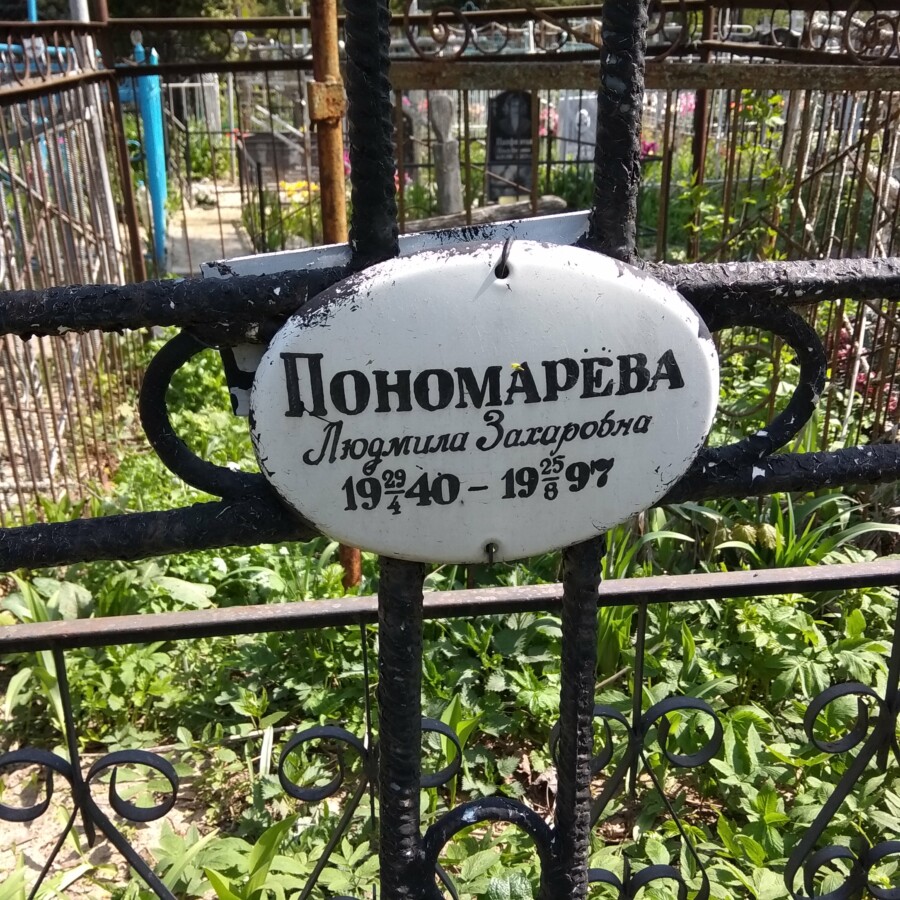 Пономарёва
Людмила Захаровна
19 29/4 40 - 19 25/8 97